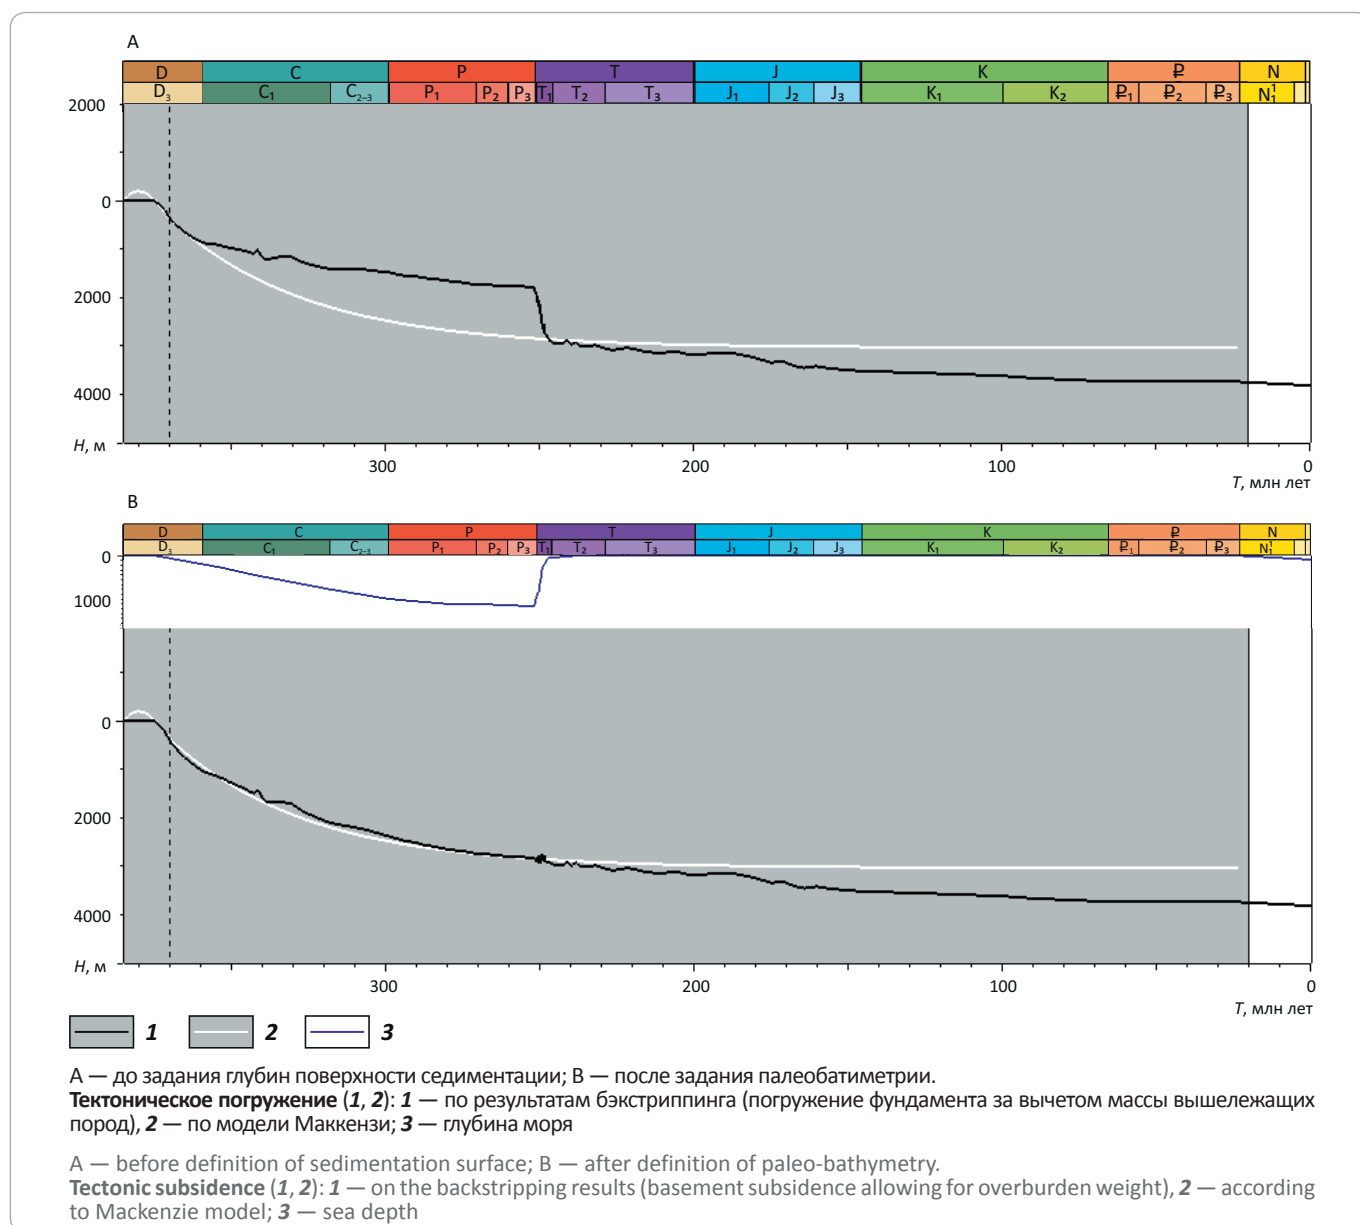 A
D C P T J K ₽ N
D₃ C₁ C₂₋₃ P₁ P₂ P₃ T₁ T₂ T₃ J₁ J₂ J₃ K₁ K₂ ₽₁ ₽₂ ₽₃ N₁¹
2000
0
2000
4000
H, м
300 200 100 0
T, млн лет
B
D C P T J K ₽ N
D₃ C₁ C₂₋₃ P₁ P₂ P₃ T₁ T₂ T₃ J₁ J₂ J₃ K₁ K₂ ₽₁ ₽₂ ₽₃ N₁¹
0
1000
0
2000
4000
H, м
300 200 100 0
T, млн лет
1 2 3
A — до задания глубин поверхности седиментации; B — после задания палеобатиметрии.
Тектоническое погружение (1, 2): 1 — по результатам бэкстриппинга (погружение фундамента за вычетом массы вышележащих
пород), 2 — по модели Маккензи; 3 — глубина моря
A — before definition of sedimentation surface; B — after definition of paleo-bathymetry.
Tectonic subsidence (1, 2): 1 — on the backstripping results (basement subsidence allowing for overburden weight), 2 — according
to Mackenzie model; 3 — sea depth